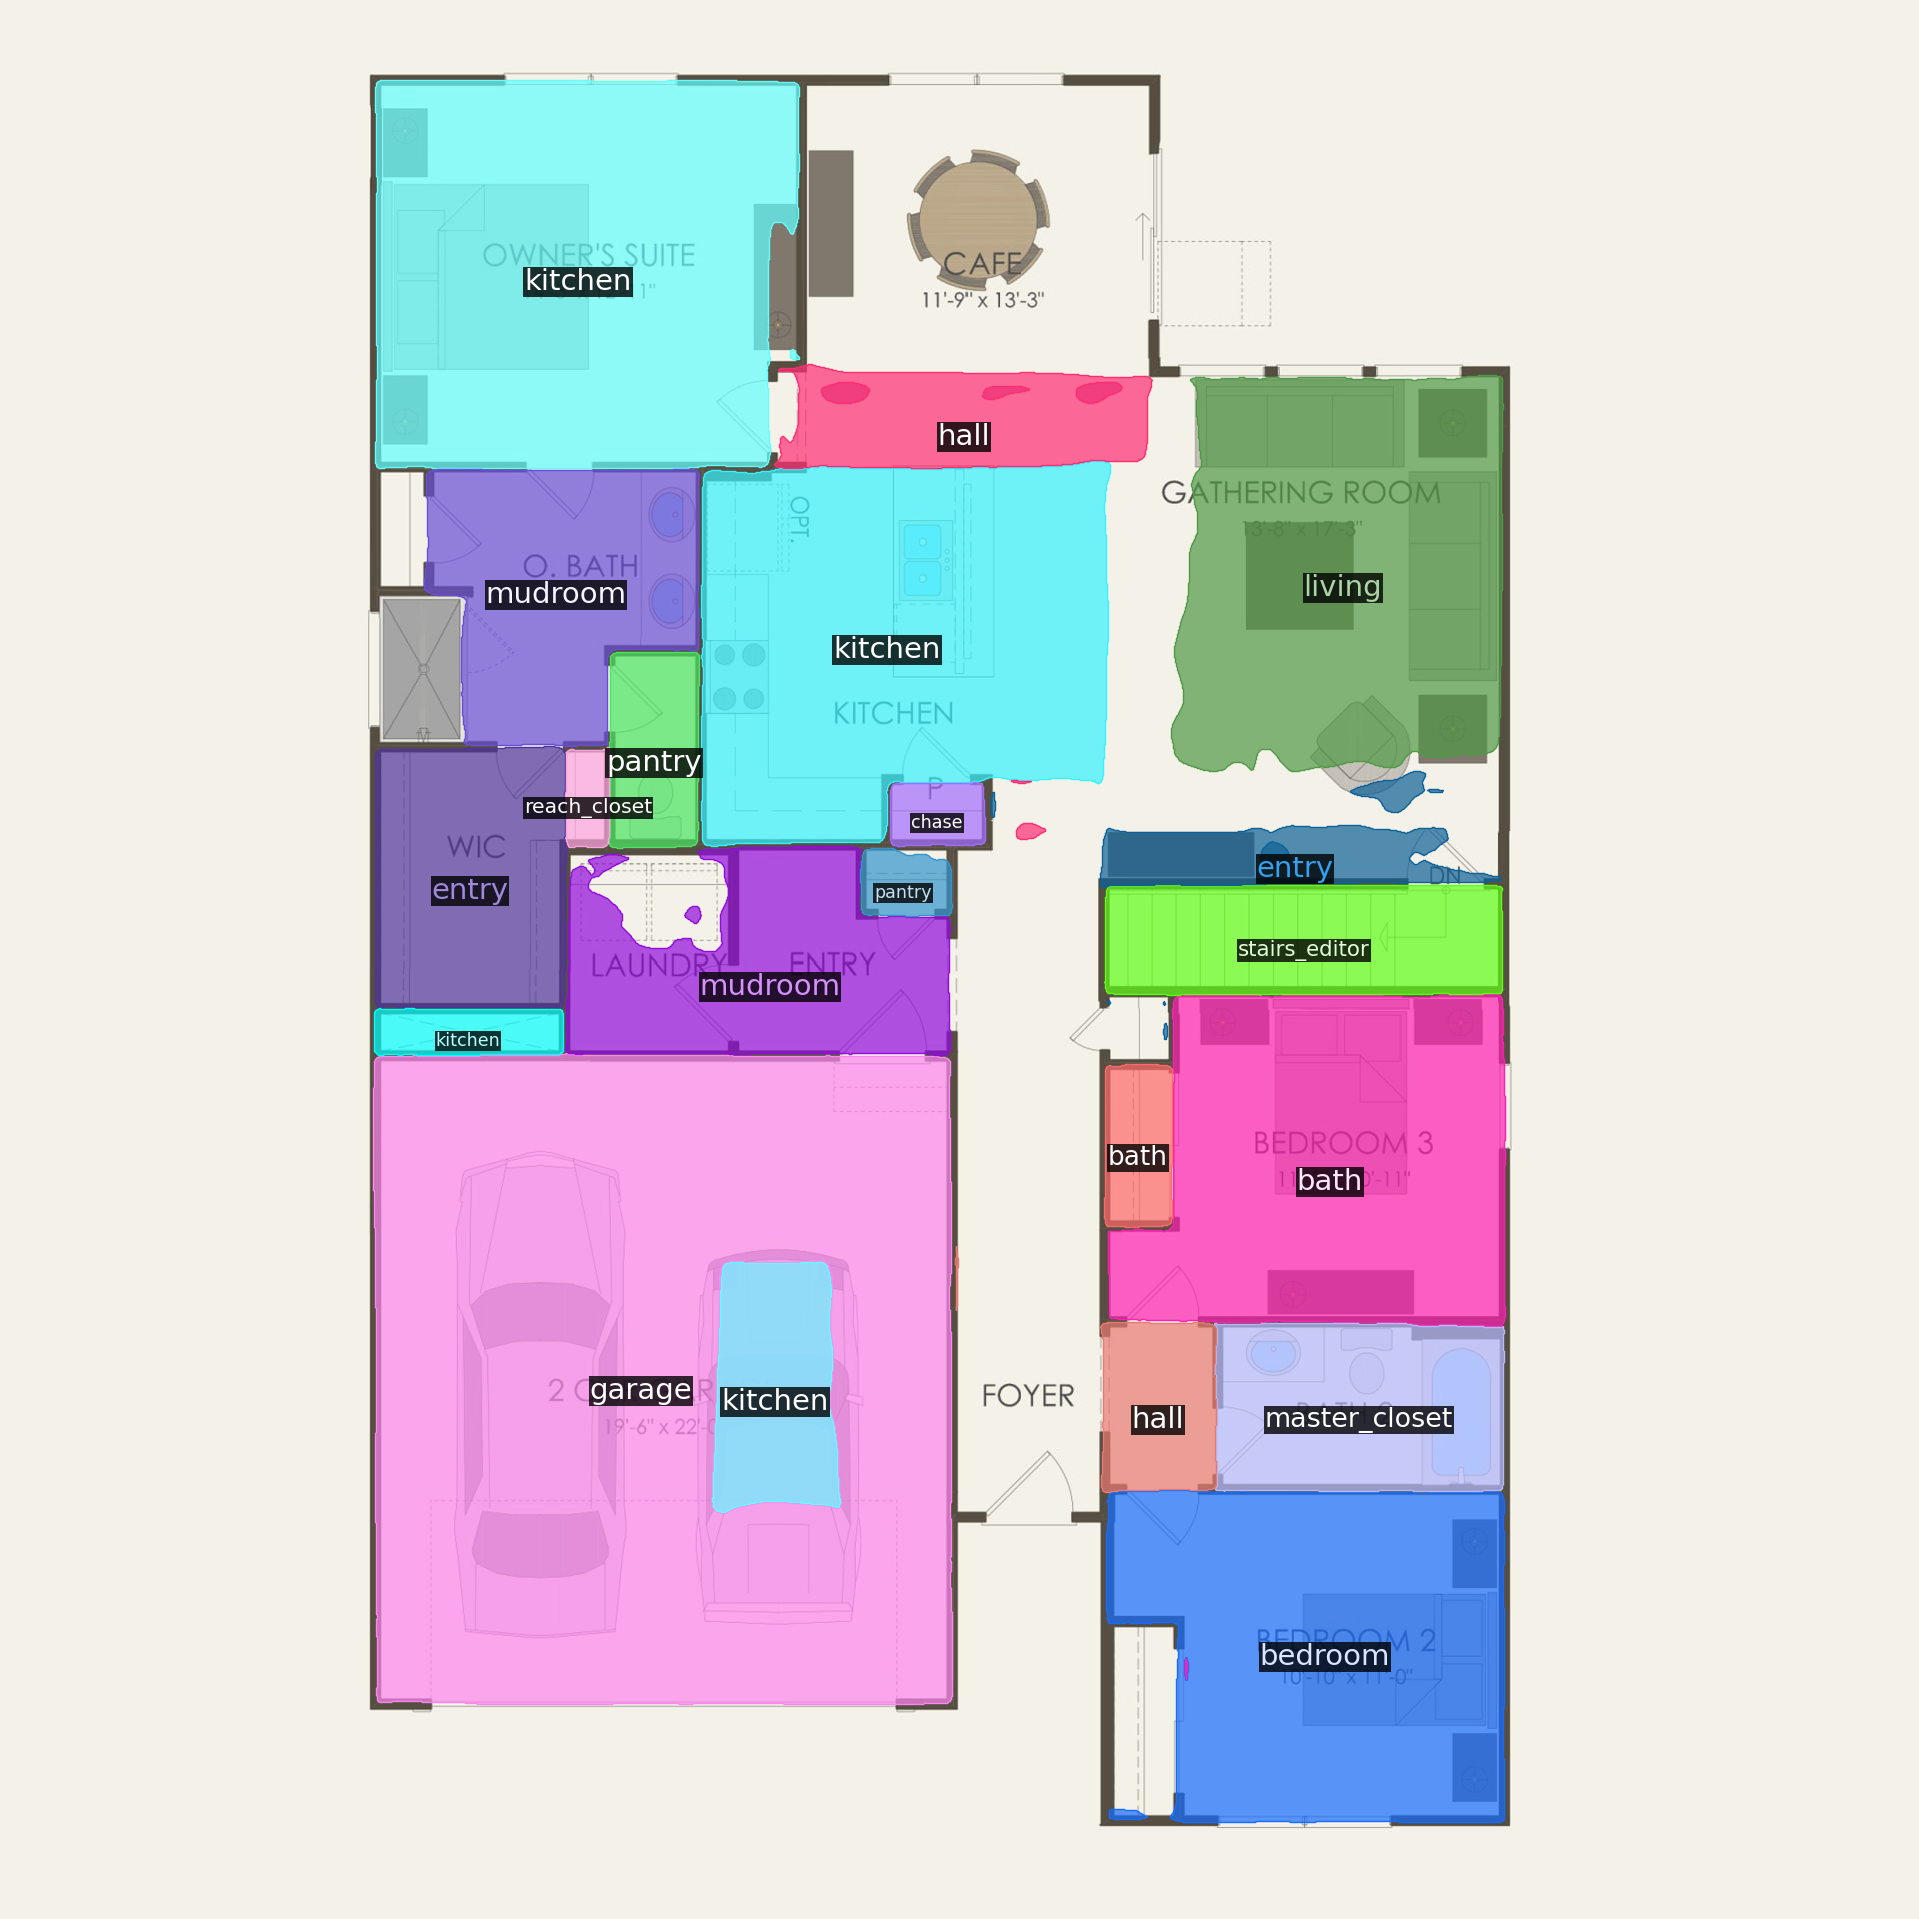 OWNER'S SUITE
kitchen
CAFE
11'-9" x 13'-3"
hall
GATHERING ROOM
13'-8" x 17'-3"
OPT.
O. BATH
mudroom
living
kitchen
KITCHEN
pantry
P
reach_closet
chase
WIC
entry
pantry
entry
DN
LAUNDRY
ENTRY
mudroom
stairs_editor
kitchen
BEDROOM 3
bath
bath
garage
kitchen
19'-6" x 22'-0
FOYER
hall
master_closet
BEDROOM 2
bedroom
10'-10" x 11'-0"